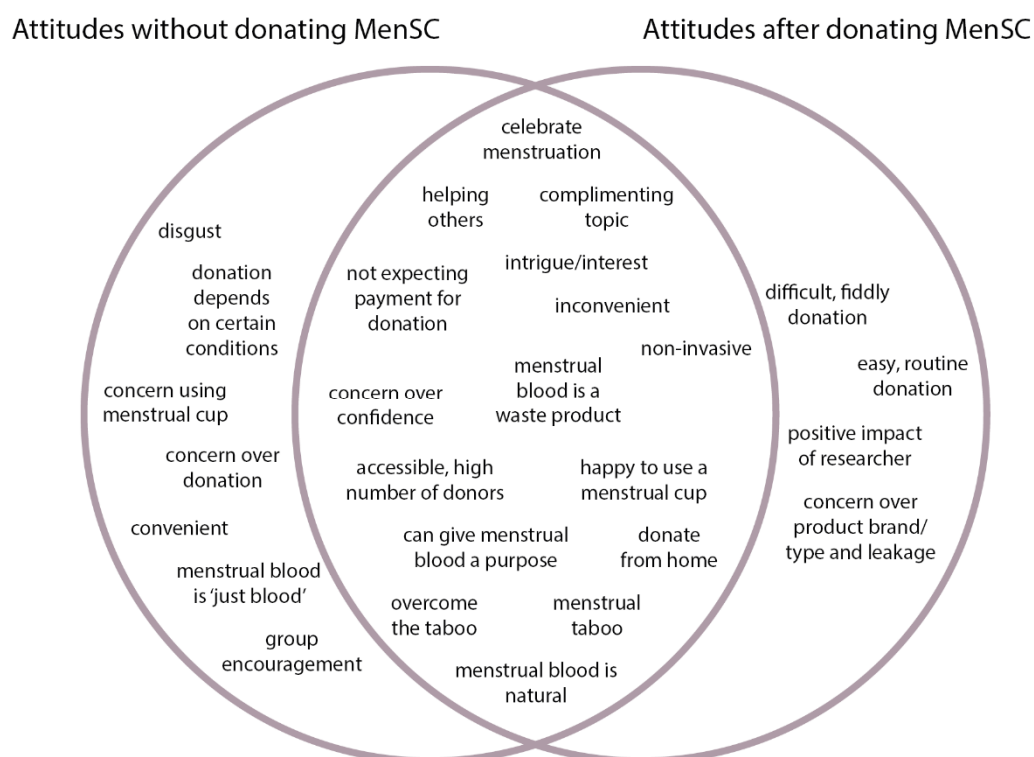 Attitudes without donating MenSC
Attitudes after donating MenSC
disgust
donation
depends
on certain
conditions
concern using
menstrual cup
concern over
donation
convenient
menstrual blood
is ‘just blood’
group
encouragement
celebrate
menstruation
helping
others
complimenting
topic
not expecting
payment for
donation
intrigue/interest
inconvenient
non-invasive
menstrual
blood is a
waste product
concern over
confidence
accessible, high
number of donors
happy to use a
menstrual cup
can give menstrual
blood a purpose
donate
from home
overcome
the taboo
menstrual
taboo
menstrual blood is
natural
difficult, fiddly
donation
easy, routine
donation
positive impact
of researcher
concern over
product brand/
type and leakage